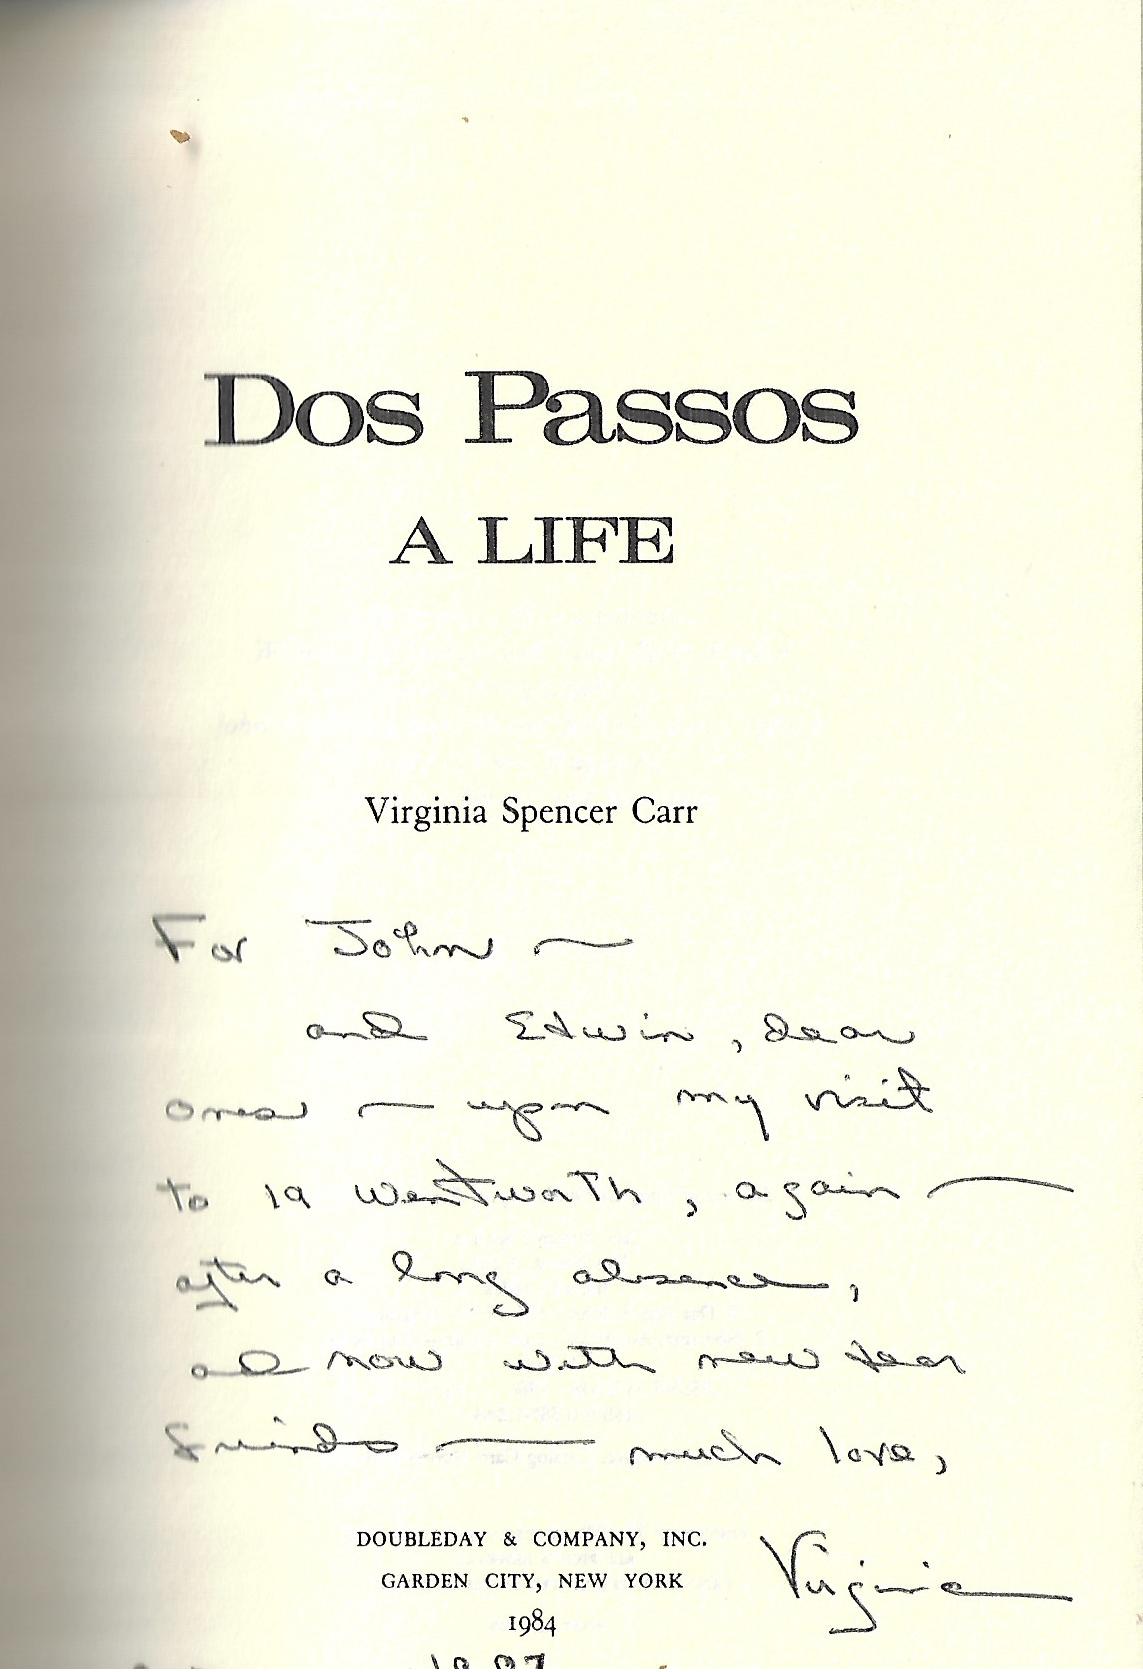 Dos Passos
A LIFE
Virginia Spencer Carr
For John —
and Edwin, dear
ones — upon my visit
to 19 Wentworth, again —
after a long absence,
and now with new dear
friends — much love,
DOUBLEDAY & COMPANY, INC.
GARDEN CITY, NEW YORK
Virginia
1984